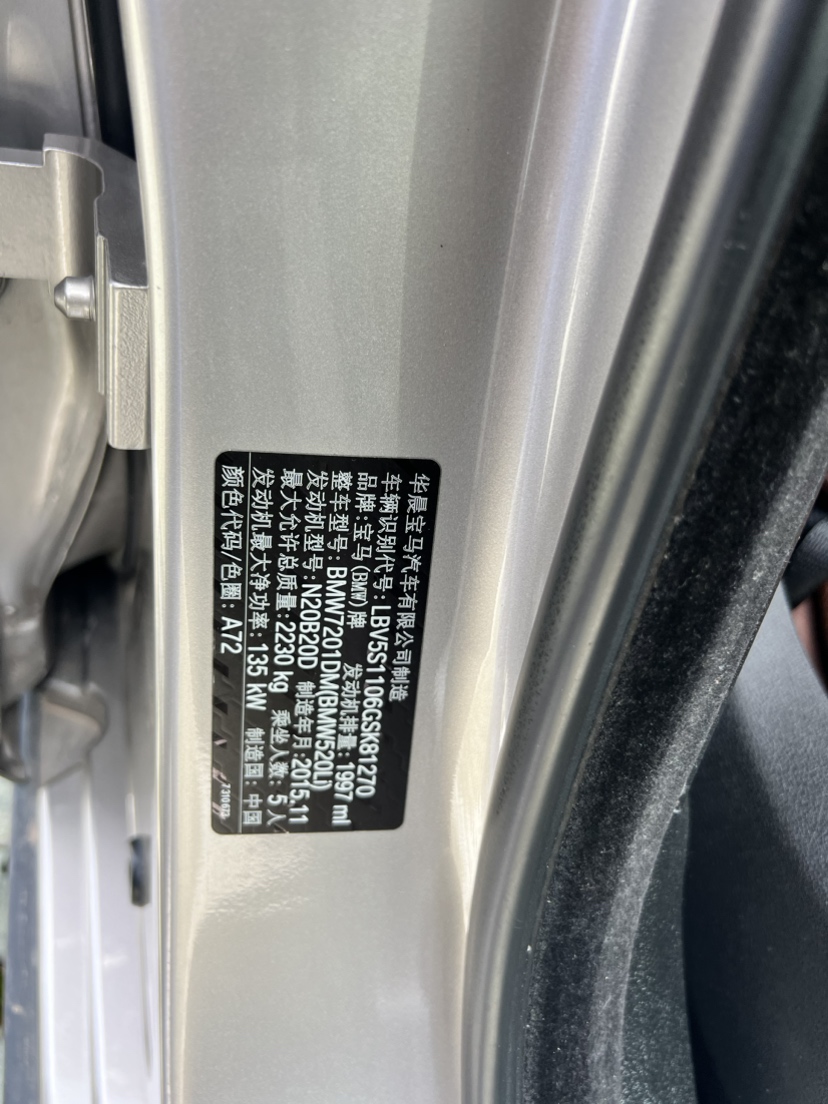 华晨宝马汽车有限公司制造
车辆识别代号: LBV5S1106GSK81270
品牌:宝马(BMW)牌 发动机排量: 1997 ml
整车型号: BMW7201DM(BMW520Li)
发动机型号:N20B20D 制造年月:2015.11
最大允许总质量:2230 kg 乘坐人数: 5 人
发动机最大净功率: 135 kW 制造国: 中国
颜色代码/色圈: A72